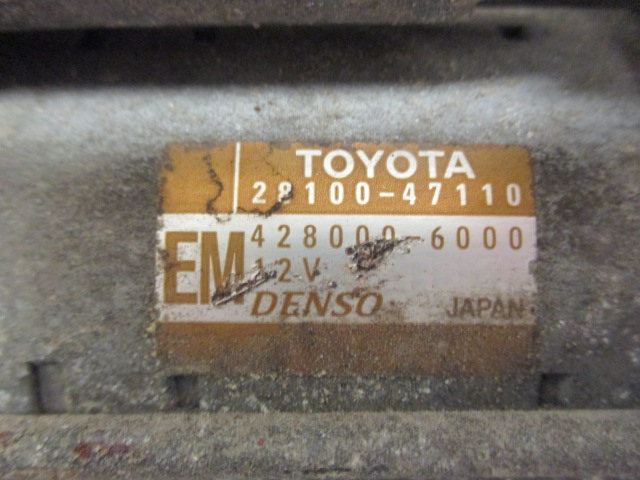 TOYOTA
28100-47110
EM
428000-6000
12V
DENSO JAPAN